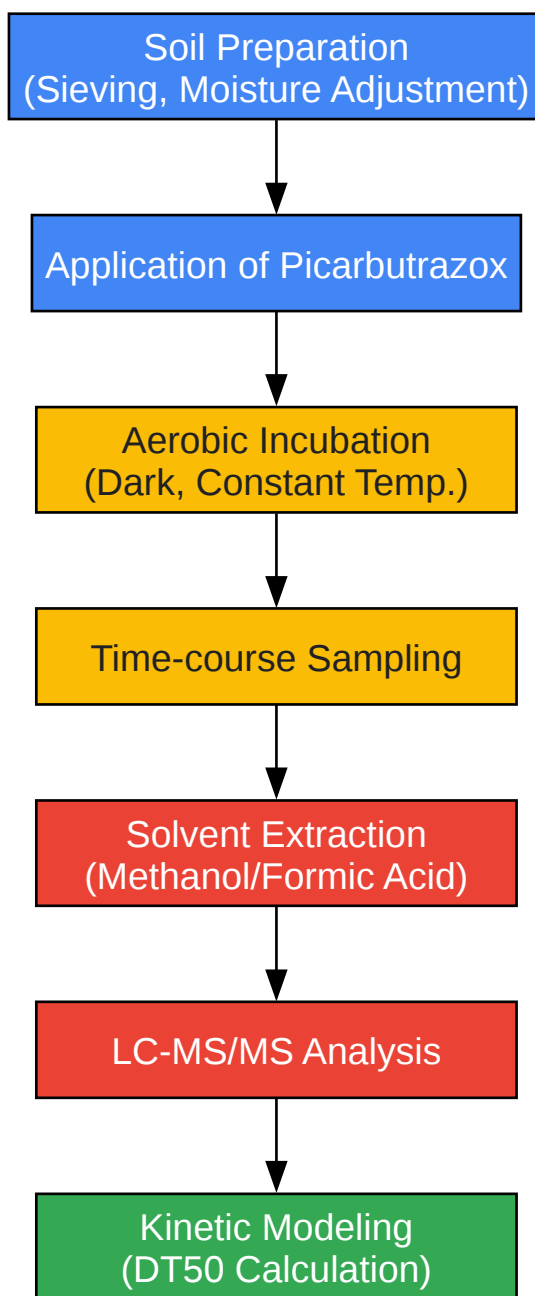 Soil Preparation
(Sieving, Moisture Adjustment)
Application of Picarbutrazox
Aerobic Incubation
(Dark, Constant Temp.)
Time-course Sampling
Solvent Extraction
(Methanol/Formic Acid)
LC-MS/MS Analysis
Kinetic Modeling
(DT50 Calculation)